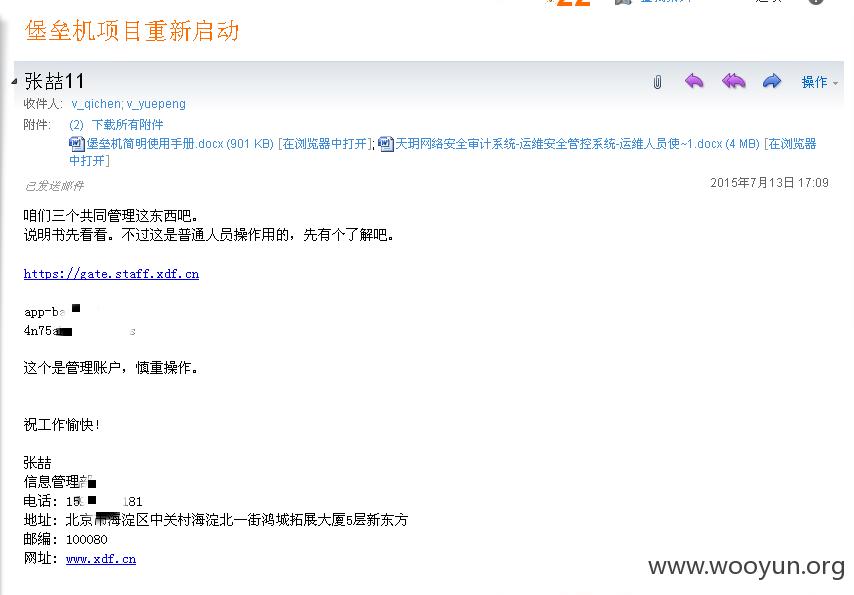 堡垒机项目重新启动
张喆11
操作
收件人: v_qichen; v_yuepeng
附件: (2) 下载所有附件
堡垒机简明使用手册.docx (901 KB) [在浏览器中打开]; 天玥网络安全审计系统-运维安全管控系统-运维人员使~1.docx (4 MB) [在浏览器
中打开]
已发送邮件
2015年7月13日 17:09
咱们三个共同管理这东西吧。
说明书先看看。不过这是普通人员操作用的，先有个了解吧。
https://gate.staff.xdf.cn
app-ba
4n75a s
这个是管理账户，慎重操作。
祝工作愉快！
张喆
信息管理部
电话: 15 181
地址: 北京市海淀区中关村海淀北一街鸿城拓展大厦5层新东方
邮编: 100080
网址: www.xdf.cn
www.wooyun.org